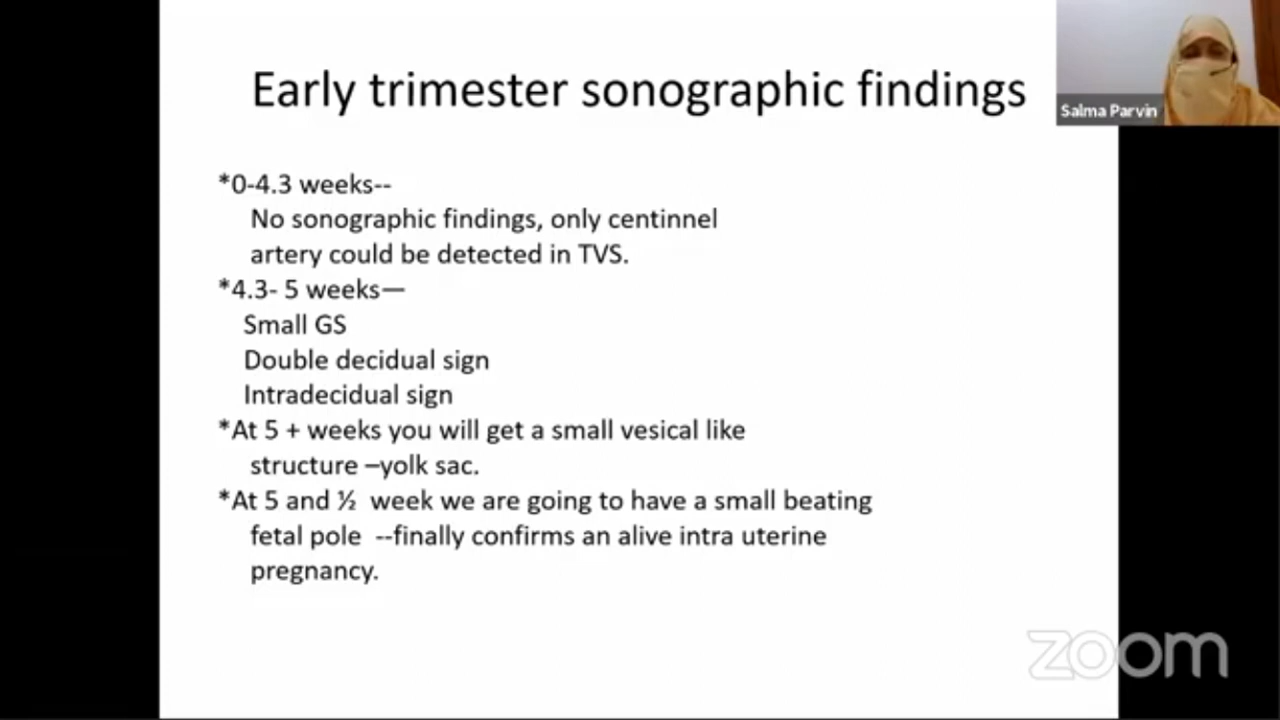 Early trimester sonographic findings
Salma Parvin
*0-4.3 weeks--
No sonographic findings, only centinnel
artery could be detected in TVS.
*4.3- 5 weeks—
Small GS
Double decidual sign
Intradecidual sign
*At 5 + weeks you will get a small vesical like
structure –yolk sac.
*At 5 and ½  week we are going to have a small beating
fetal pole  --finally confirms an alive intra uterine
pregnancy.
zoom